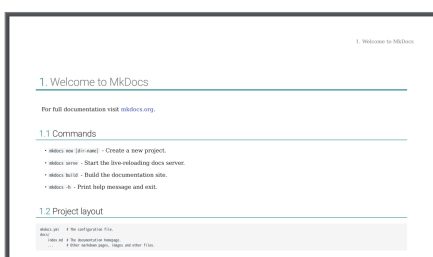 1. Welcome to MkDocs
1. Welcome to MkDocs
For full documentation visit mkdocs.org.
1.1 Commands
• mkdocs new [dir-name] - Create a new project.
• mkdocs serve - Start the live-reloading docs server.
• mkdocs build - Build the documentation site.
• mkdocs -h - Print help message and exit.
1.2 Project layout
mkdocs.yml    # The configuration file.
docs/
    index.md  # The documentation homepage.
    ...       # Other markdown pages, images and other files.